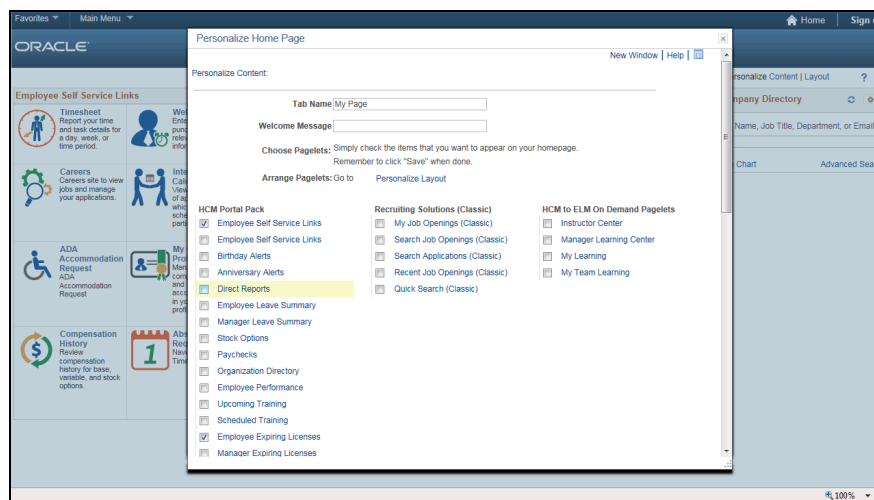 Favorites Main Menu
Home Sign
ORACLE
Personalize Home Page
New Window | Help |
Personalize Content:
Tab Name My Page
Welcome Message
Choose Pagelets: Simply check the items that you want to appear on your homepage.
Remember to click "Save" when done.
Arrange Pagelets: Go to Personalize Layout
HCM Portal Pack
Employee Self Service Links
Employee Self Service Links
Birthday Alerts
Anniversary Alerts
Direct Reports
Employee Leave Summary
Manager Leave Summary
Stock Options
Paychecks
Organization Directory
Employee Performance
Upcoming Training
Scheduled Training
Employee Expiring Licenses
Manager Expiring Licenses
Recruiting Solutions (Classic)
My Job Openings (Classic)
Search Job Openings (Classic)
Search Applications (Classic)
Recent Job Openings (Classic)
Quick Search (Classic)
HCM to ELM On Demand Pagelets
Instructor Center
Manager Learning Center
My Learning
My Team Learning
Employee Self Service Links
Timesheet
Report your time
and task details for
a day, week, or
time period.
Careers
Careers site to view
jobs and manage
your applications.
ADA
Accommodation
Request
ADA
Accommodation
Request
My
Compensation
History
Review
compensation
history for base,
variable, and stock
options.
1
Content | Layout ?
Directory
Name, Job Title, Department, or Email
Chart Advanced
100%